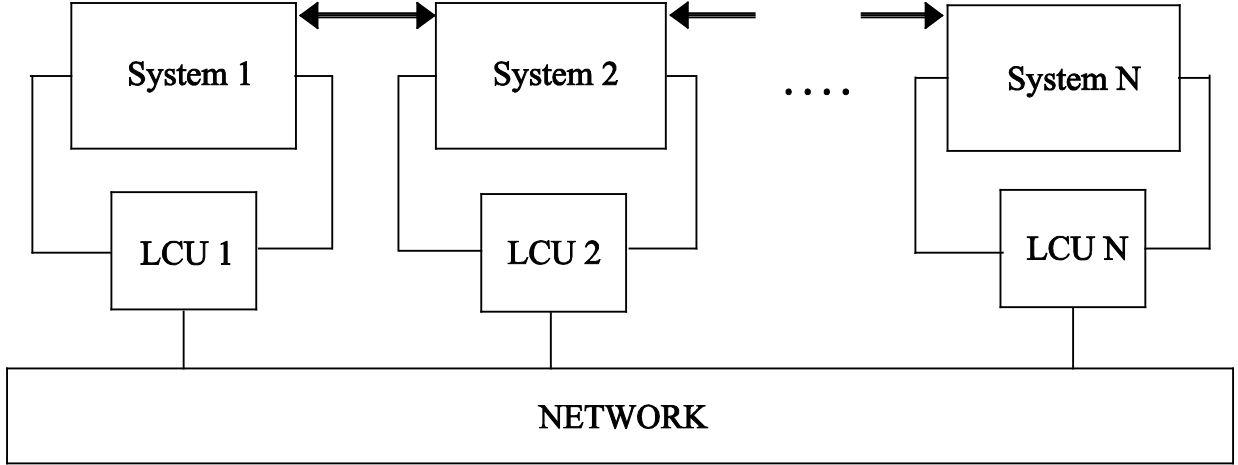 System 1
System 2
. . . .
System N
LCU 1
LCU 2
LCU N
NETWORK